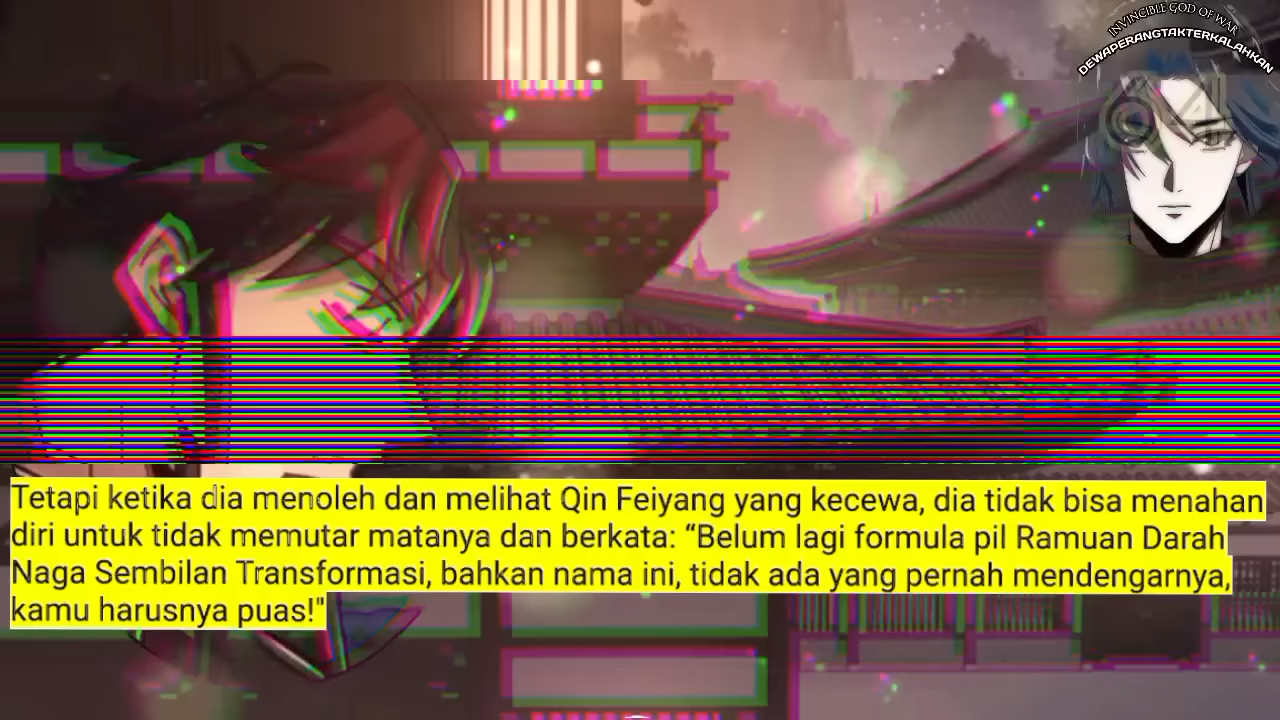 INVINCIBLE GOD OF WAR
DEWAPERANGTAKTERKALAHKAN
Tetapi ketika dia menoleh dan melihat Qin Feiyang yang kecewa, dia tidak bisa menahan
diri untuk tidak memutar matanya dan berkata: “Belum lagi formula pil Ramuan Darah
Naga Sembilan Transformasi, bahkan nama ini, tidak ada yang pernah mendengarnya,
kamu harusnya puas!"